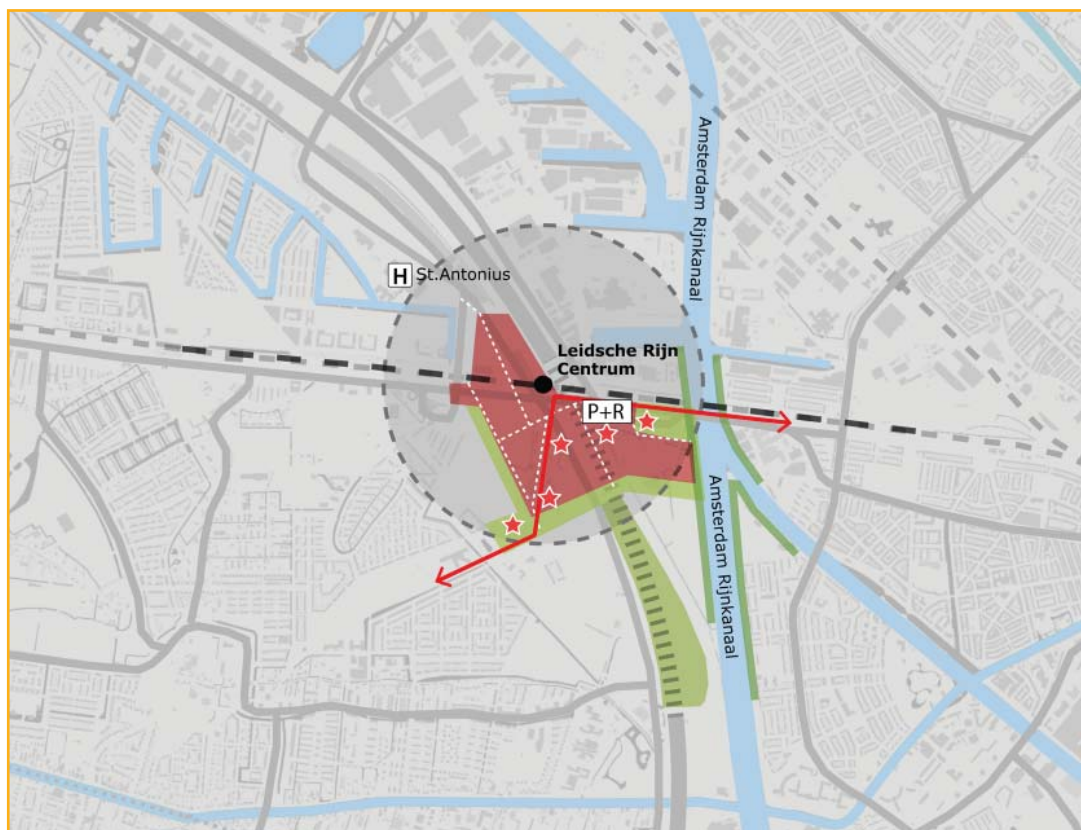 Amsterdam Rijnkanaal
H St.Antonius
Leidsche Rijn
Centrum
P+R
Amsterdam Rijnkanaal